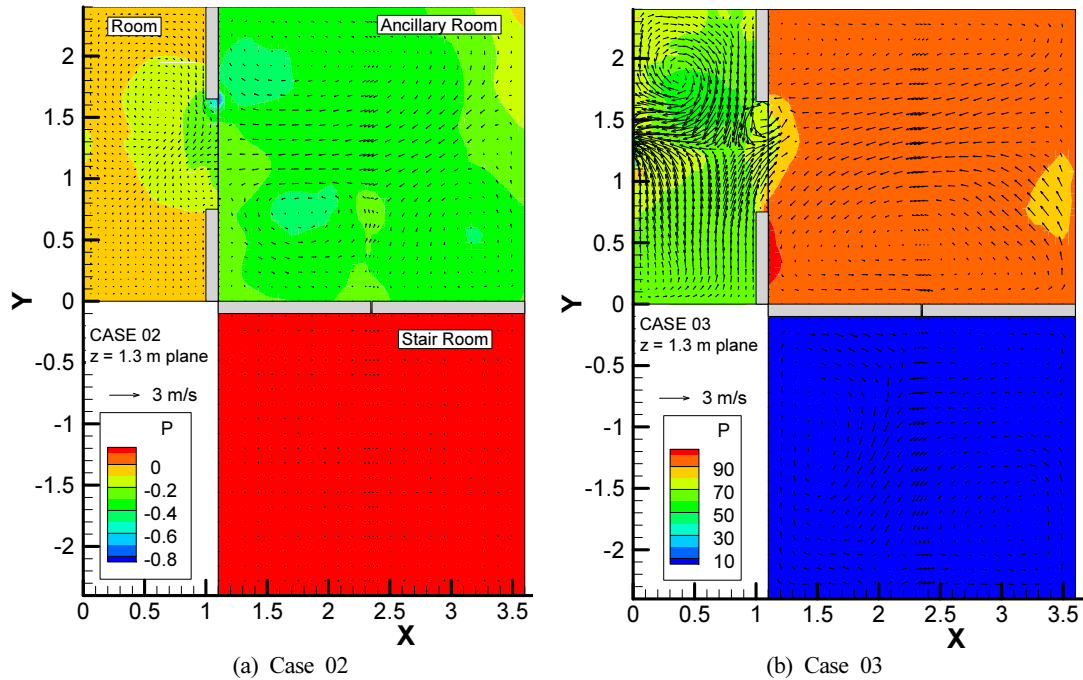 Room
Ancillary Room
2
1.5
1
0.5
0
-0.5
-1
-1.5
-2
Y
CASE 02
z = 1.3 m plane
Stair Room
3 m/s
P
0
-0.2
-0.4
-0.6
-0.8
0 0.5 1 1.5 2 2.5 3 3.5
X
(a) Case 02
2
1.5
1
0.5
0
-0.5
-1
-1.5
-2
Y
CASE 03
z = 1.3 m plane
3 m/s
P
90
70
50
30
10
0 0.5 1 1.5 2 2.5 3 3.5
X
(b) Case 03